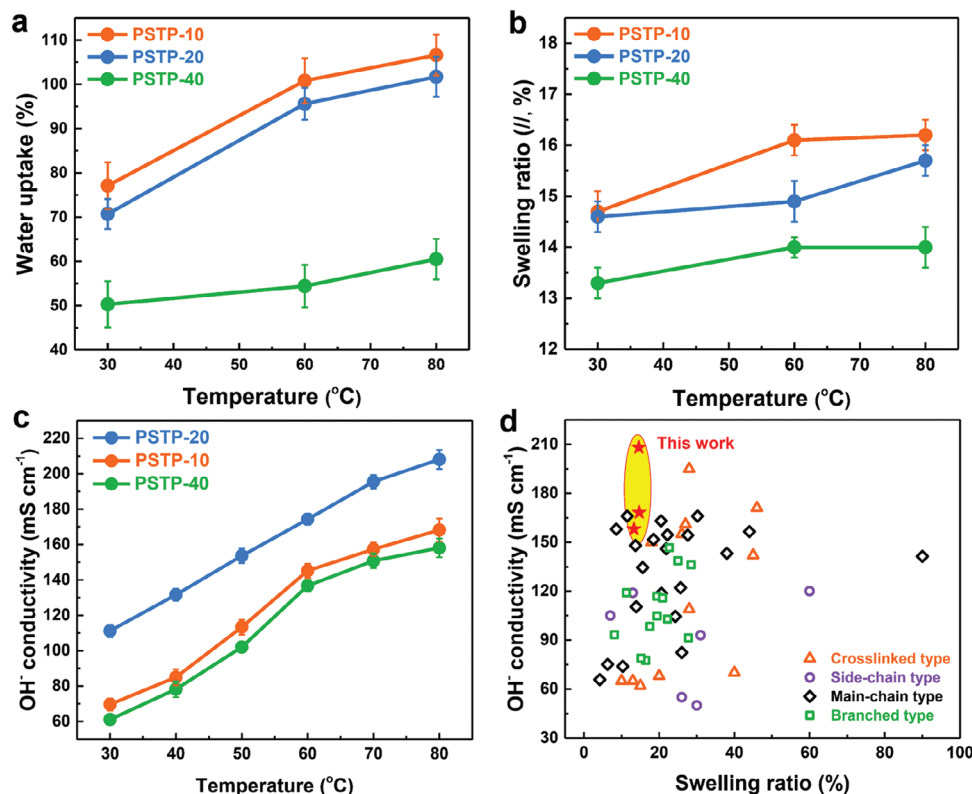 a
PSTP-10
PSTP-20
PSTP-40
Water uptake (%)
110
100
90
80
70
60
50
40
30 40 50 60 70 80
Temperature (°C)
b
PSTP-10
PSTP-20
PSTP-40
Swelling ratio (//, %)
18
17
16
15
14
13
12
30 40 50 60 70 80
Temperature (°C)
c
PSTP-20
PSTP-10
PSTP-40
OH⁻ conductivity (mS cm⁻¹)
220
200
180
160
140
120
100
80
60
30 40 50 60 70 80
Temperature (°C)
d
This work
OH⁻ conductivity (mS cm⁻¹)
210
180
150
120
90
60
30
Crosslinked type
Side-chain type
Main-chain type
Branched type
0 20 40 60 80 100
Swelling ratio (%)